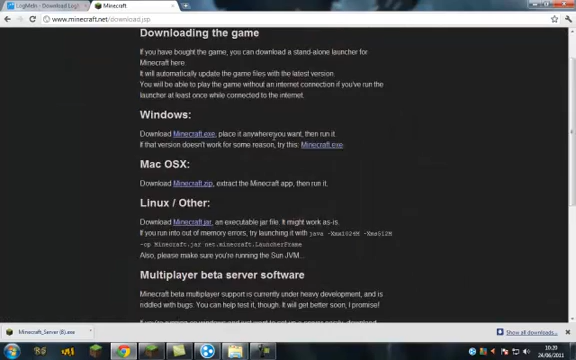 LogMeIn - Download Log
Minecraft
www.minecraft.net/download.jsp
Downloading the game
If you have bought the game, you can download a stand-alone launcher for
Minecraft here.
It will automatically update the game files with the latest version.
You will be able to play the game without an internet connection if you've run the
launcher at least once while connected to the internet.
Windows:
Download Minecraft.exe, place it anywhere you want, then run it.
If that version doesn't work for some reason, try this: Minecraft.exe
Mac OSX:
Download Minecraft.zip, extract the Minecraft app, then run it.
Linux / Other:
Download Minecraft.jar, an executable jar file. It might work as-is.
If you run into out of memory errors, try launching it with java -Xmx1024M -Xms512M
-cp Minecraft.jar net.minecraft.LauncherFrame
Also, please make sure you're running the Sun JVM...
Multiplayer beta server software
Minecraft beta multiplayer support is currently under heavy development, and is
riddled with bugs. You can help test it, though. It will get better soon, I promise!
Minecraft_Server (8).exe
Show all downloads...
10:20
24/06/2011